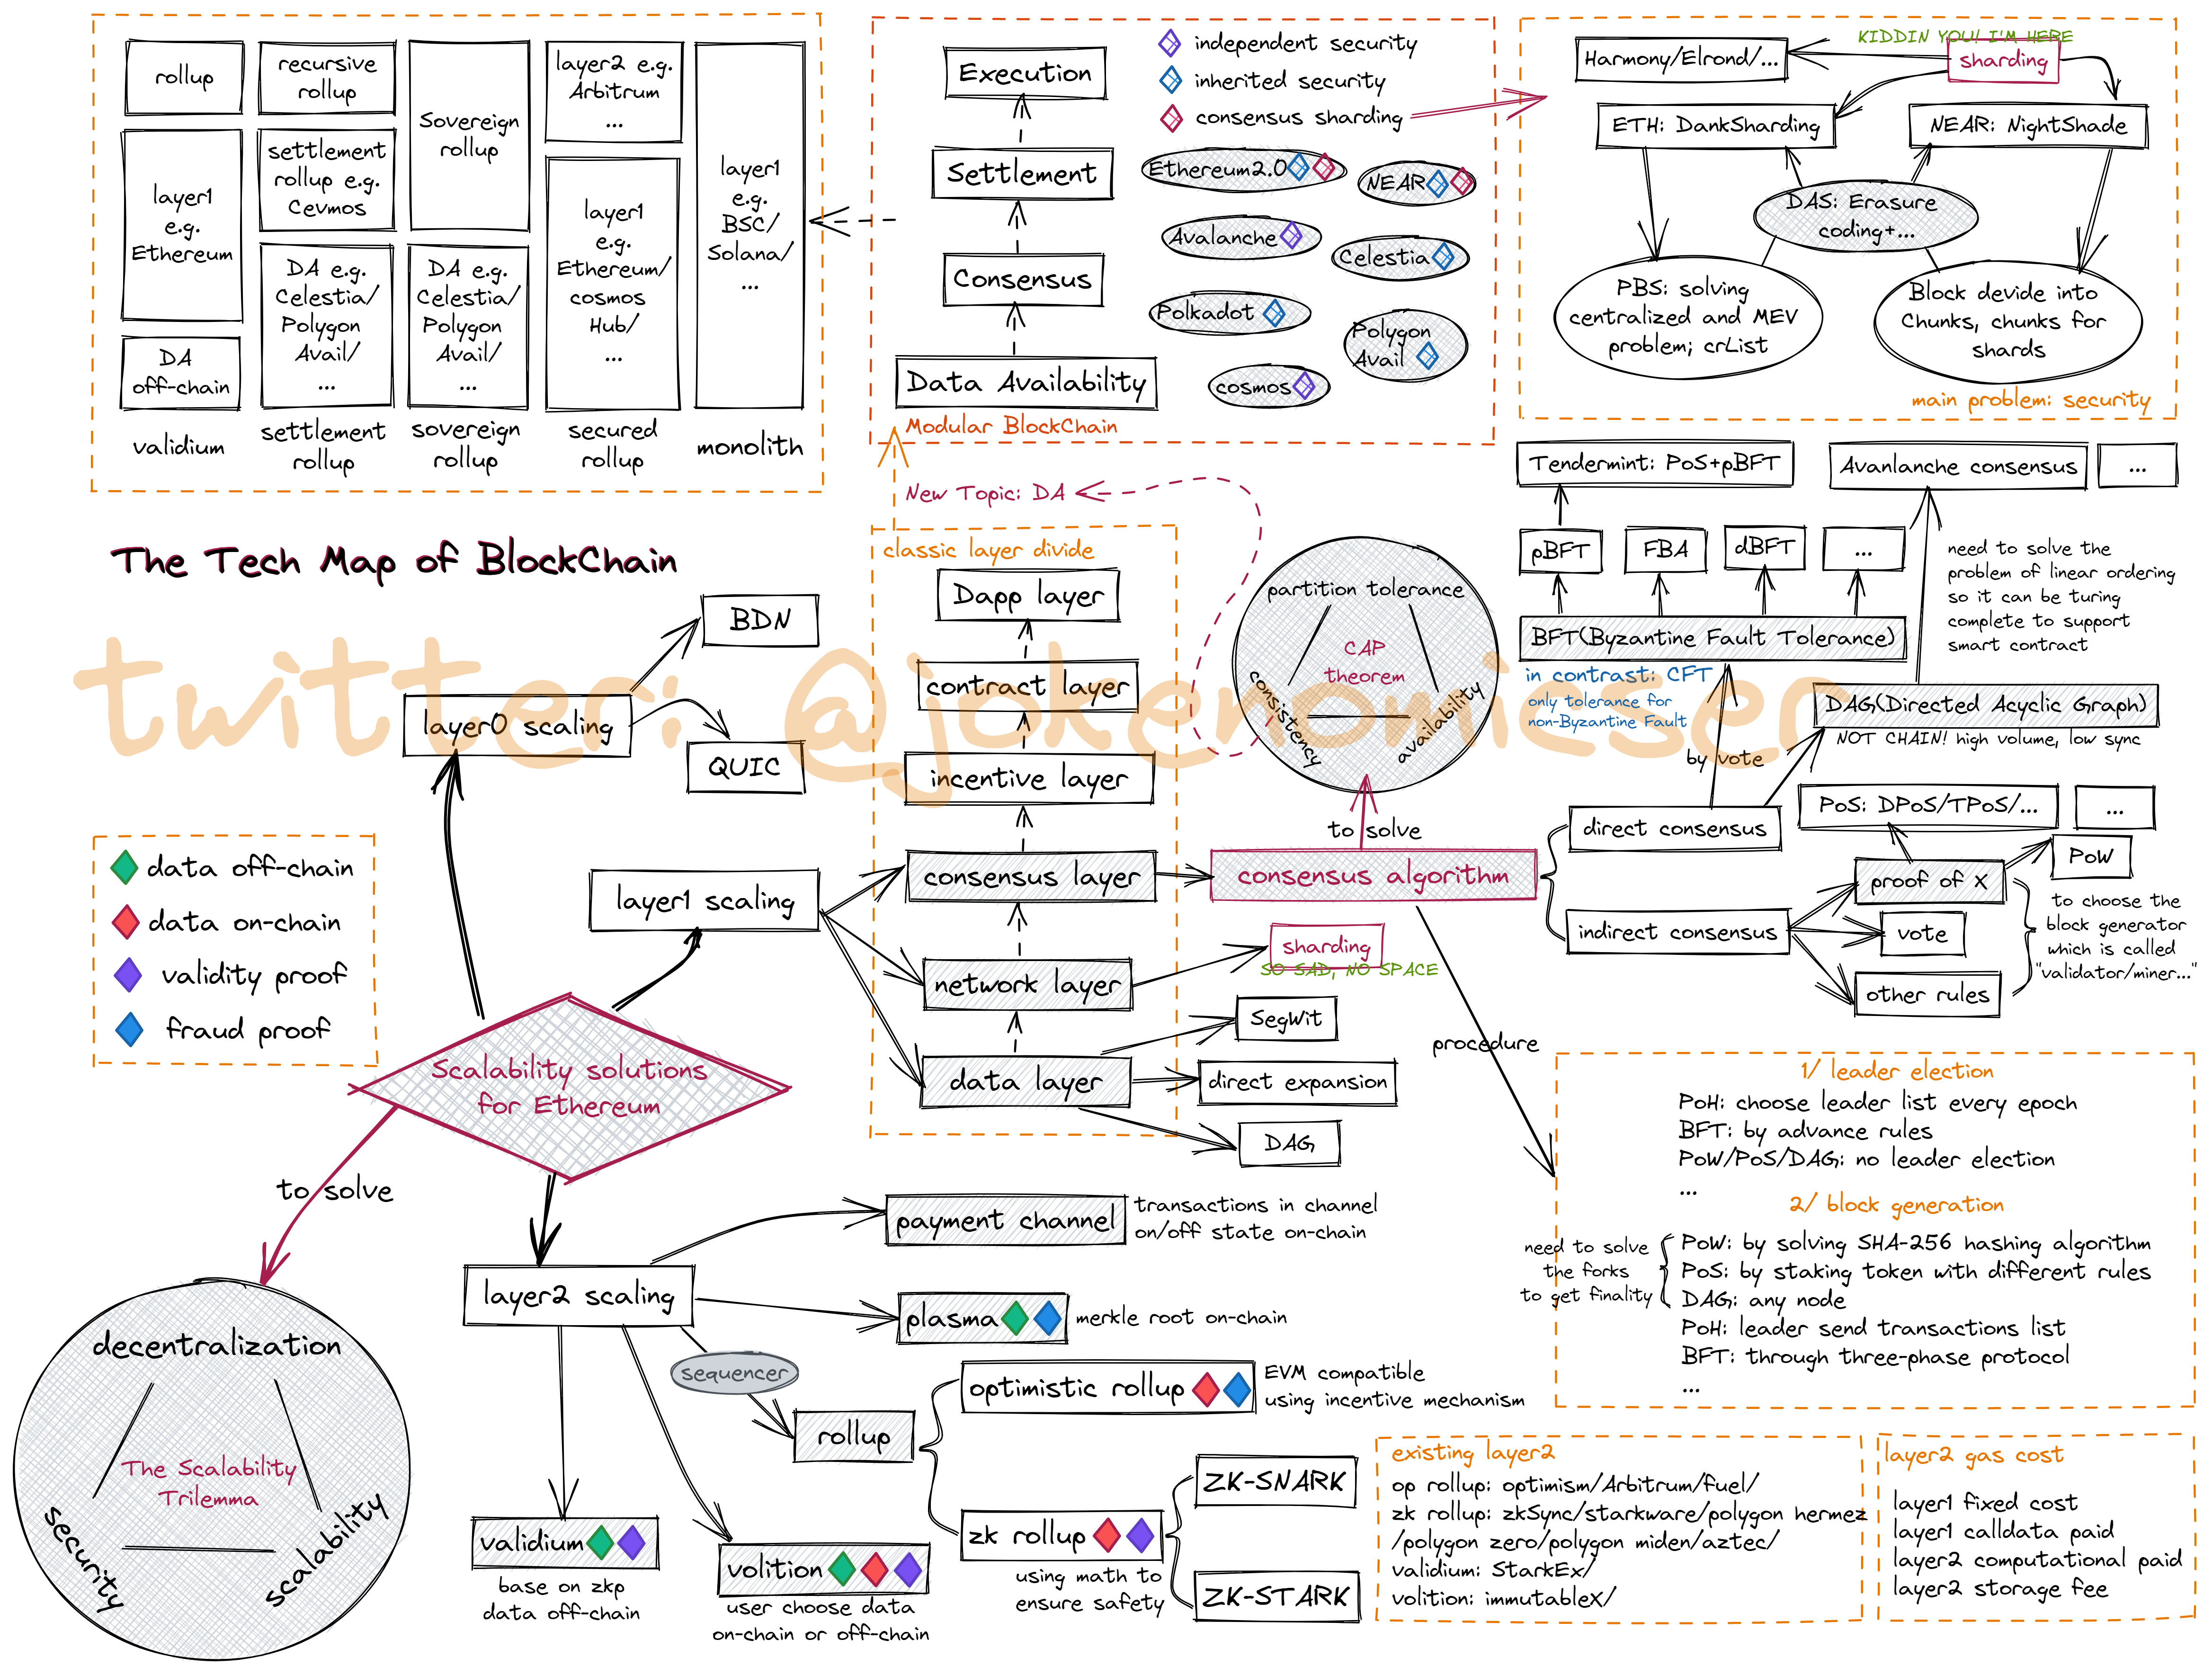 rollup
layer1
e.g.
Ethereum
DA
off-chain
validium
recursive
rollup
settlement
rollup e.g.
Cevmos
DA e.g.
Celestia/
Polygon
Avail/
...
settlement
rollup
Sovereign
rollup
DA e.g.
Celestia/
Polygon
Avail/
...
sovereign
rollup
layer2 e.g.
Arbitrum
...
layer1
e.g.
Ethereum/
cosmos
Hub/
...
secured
rollup
layer1
e.g.
BSC/
Solana/
...
monolith
Execution
Settlement
Consensus
Data Availability
Modular BlockChain
independent security
inherited security
consensus sharding
Ethereum2.0
NEAR
Avalanche
Celestia
Polkadot
Polygon
Avail
cosmos
KIDDIN YOU! I'M HERE
sharding
Harmony/Elrond/...
ETH: DankSharding
NEAR: NightShade
DAS: Erasure
coding+...
PBS: solving
centralized and MEV
problem; crList
Block devide into
Chunks, chunks for
shards
main problem: security
The Tech Map of BlockChain
twitter: @jokenomieser
New Topic: DA
classic layer divide
Dapp layer
contract layer
incentive layer
consensus layer
network layer
data layer
partition tolerance
CAP
theorem
consistency
availability
to solve
consensus algorithm
Tendermint: PoS+pBFT
Avanlanche consensus
...
pBFT
FBA
dBFT
...
BFT(Byzantine Fault Tolerance)
in contrast: CFT
only tolerance for
non-Byzantine Fault
need to solve the
problem of linear ordering
so it can be turing
complete to support
smart contract
DAG(Directed Acyclic Graph)
NOT CHAIN! high volume, low sync
by vote
direct consensus
indirect consensus
PoS: DPoS/TPoS/...
...
PoW
proof of X
vote
other rules
to choose the
block generator
which is called
"validator/miner..."
BDN
layer0 scaling
QUIC
data off-chain
data on-chain
validity proof
fraud proof
layer1 scaling
sharding
SO SAD, NO SPACE
SegWit
direct expansion
DAG
procedure
Scalability solutions
for Ethereum
to solve
decentralization
The Scalability
Trilemma
security
scalability
1/ leader election
PoH: choose leader list every epoch
BFT: by advance rules
PoW/PoS/DAG: no leader election
...
2/ block generation
need to solve
the forks
to get finality
PoW: by solving SHA-256 hashing algorithm
PoS: by staking token with different rules
DAG: any node
PoH: leader send transactions list
BFT: through three-phase protocol
...
layer2 scaling
payment channel
transactions in channel
on/off state on-chain
plasma
merkle root on-chain
sequencer
rollup
optimistic rollup
EVM compatible
using incentive mechanism
zk rollup
using math to
ensure safety
ZK-SNARK
ZK-STARK
validium
base on zkp
data off-chain
volition
user choose data
on-chain or off-chain
existing layer2
op rollup: optimism/Arbitrum/fuel/
zk rollup: zkSync/starkware/polygon hermez
/polygon zero/polygon miden/aztec/
validium: StarkEx/
volition: immutableX/
layer2 gas cost
layer1 fixed cost
layer1 calldata paid
layer2 computational paid
layer2 storage fee